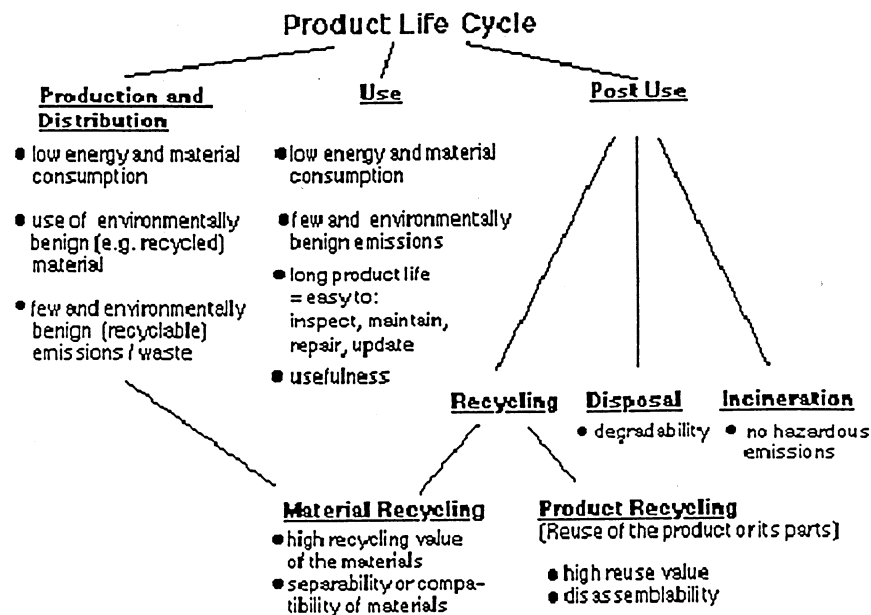 Product Life Cycle
Production and
Distribution
● low energy and material
consumption
● use of environmentally
benign (e.g. recycled)
material
● few and environmentally
benign (recyclable)
emissions / waste
Use
● low energy and material
consumption
● few and environmentally
benign emissions
● long product life
= easy to:
inspect, maintain,
repair, update
● usefulness
Post Use
Recycling
Disposal
● degradability
Incineration
● no hazardous
emissions
Material Recycling
● high recycling value
of the materials
● separability or compa-
tibility of materials
Product Recycling
(Reuse of the product or its parts)
● high reuse value
● disassemblability